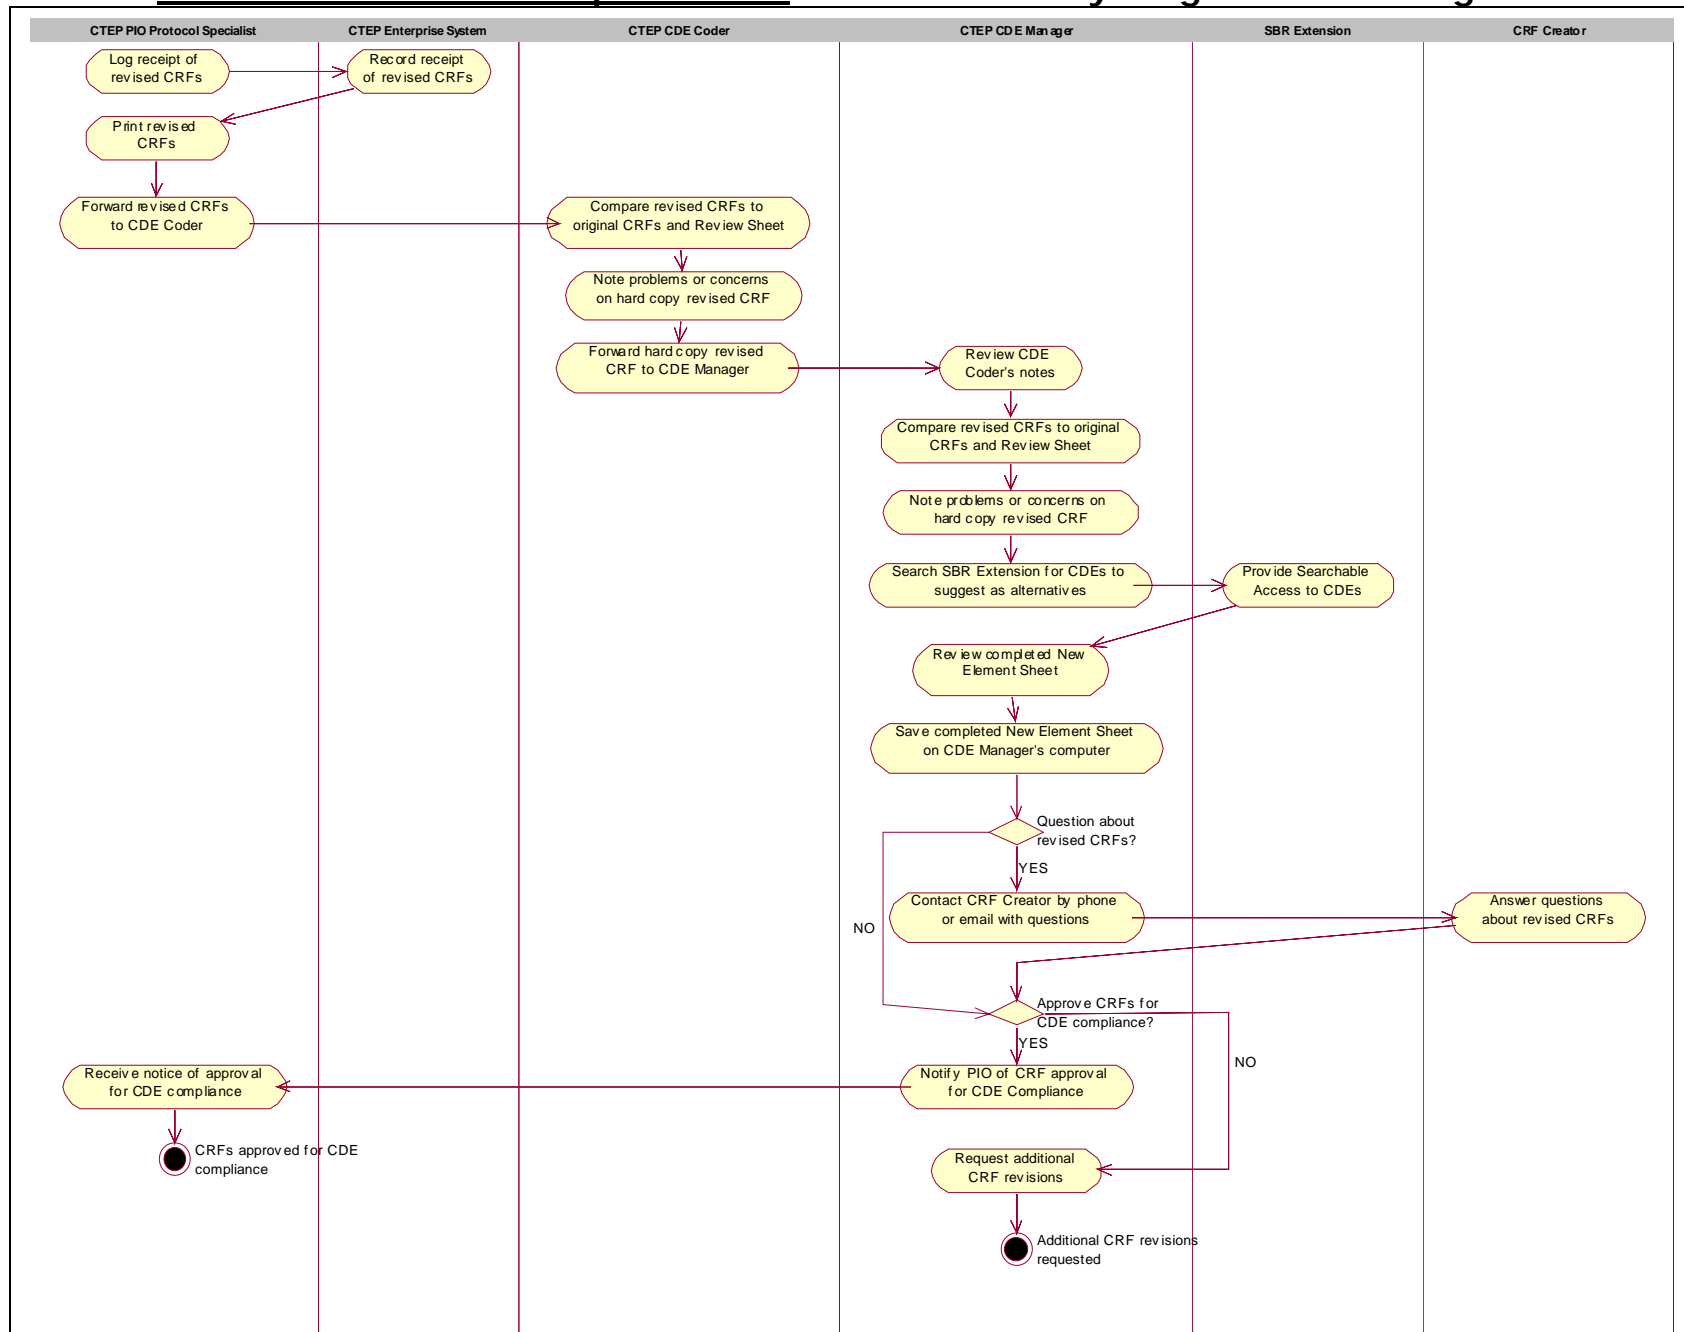 CTEP PIO Protocol Specialist
CTEP Enterprise System
CTEP CDE Coder
CTEP CDE Manager
SBR Extension
CRF Creator
Log receipt of
revised CRFs
Record receipt
of revised CRFs
Print revised
CRFs
Forward revised CRFs
to CDE Coder
Compare revised CRFs to
original CRFs and Review Sheet
Note problems or concerns
on hard copy revised CRF
Forward hard copy revised
CRF to CDE Manager
Review CDE
Coder's notes
Compare revised CRFs to original
CRFs and Review Sheet
Note problems or concerns on
hard copy revised CRF
Search SBR Extension for CDEs to
suggest as alternatives
Provide Searchable
Access to CDEs
Review completed New
Element Sheet
Save completed New Element Sheet
on CDE Manager's computer
Question about
revised CRFs?
YES
NO
Contact CRF Creator by phone
or email with questions
Answer questions
about revised CRFs
Approve CRFs for
CDE compliance?
YES
NO
Notify PIO of CRF approval
for CDE Compliance
Receive notice of approval
for CDE compliance
CRFs approved for CDE
compliance
Request additional
CRF revisions
Additional CRF revisions
requested